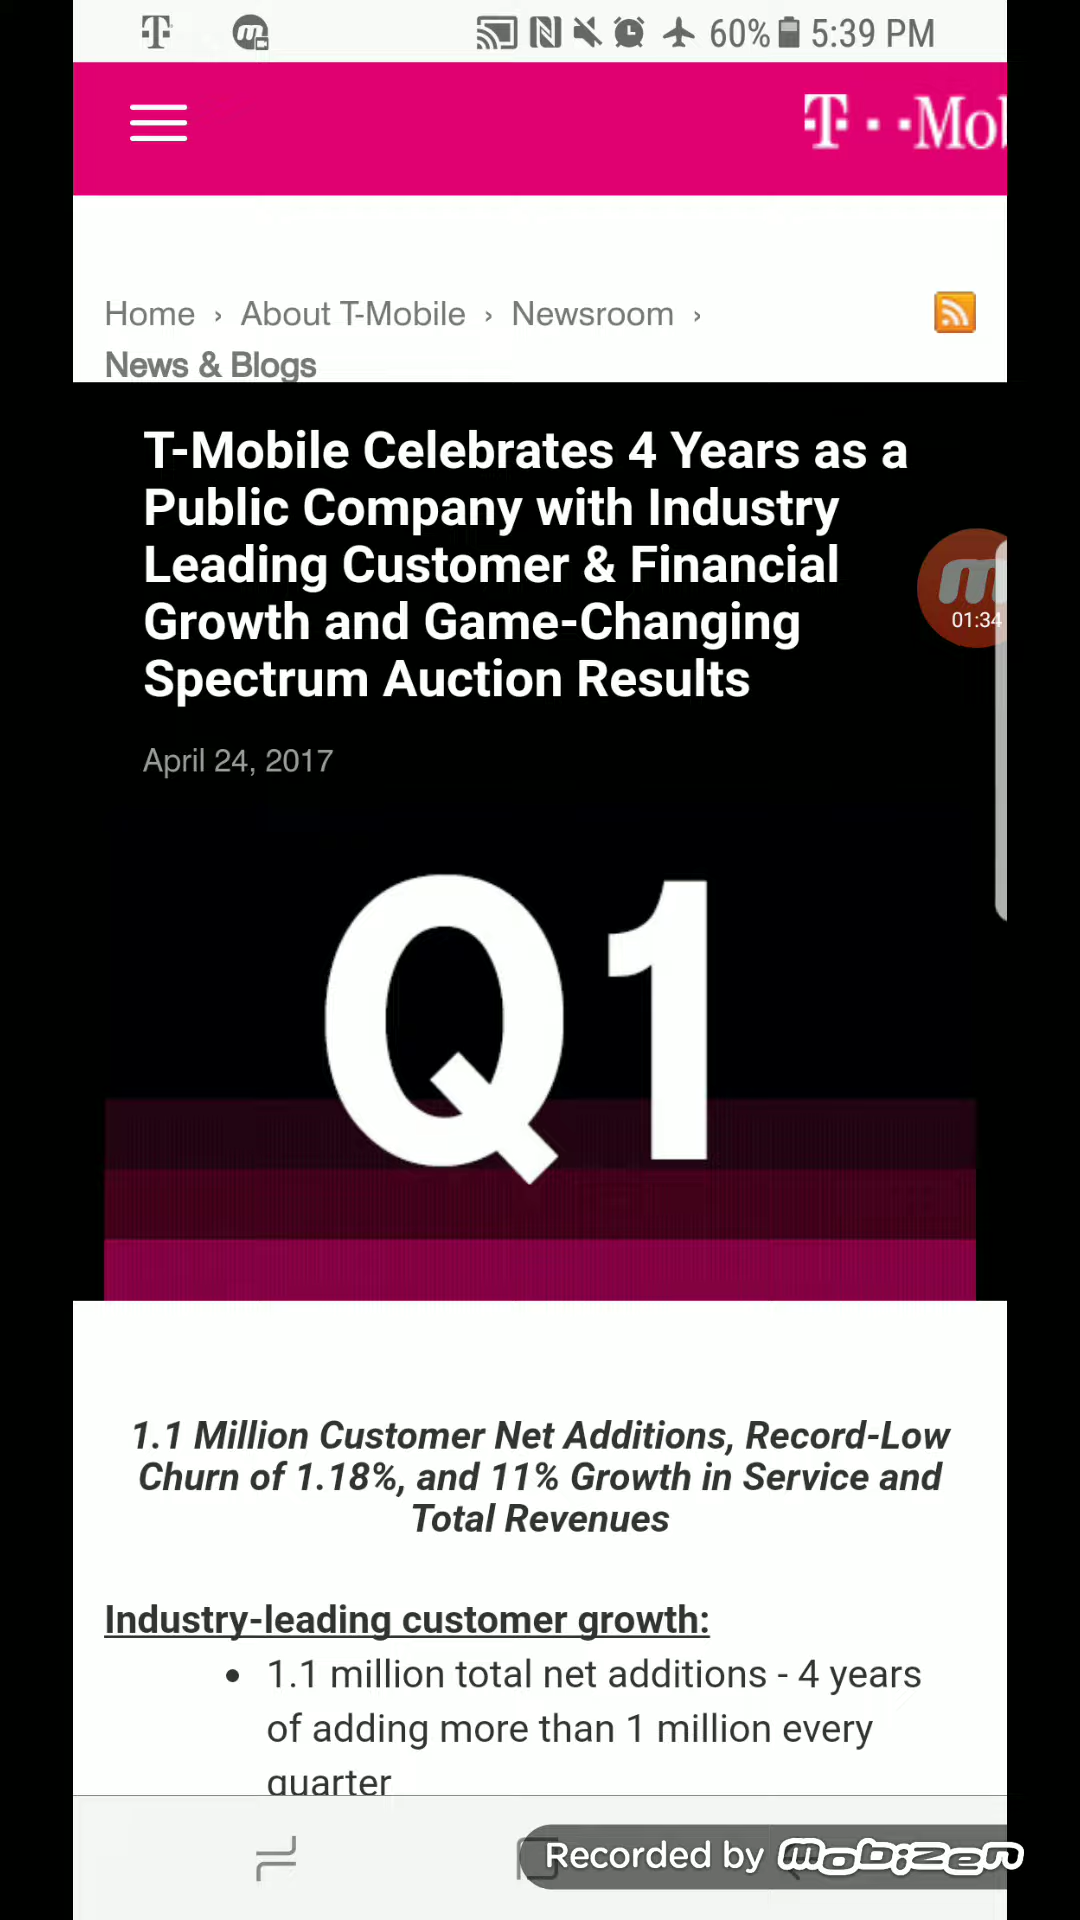 60% 5:39 PM
T··Mo
Home › About T-Mobile › Newsroom ›
News & Blogs
T-Mobile Celebrates 4 Years as a
Public Company with Industry
Leading Customer & Financial
Growth and Game-Changing
Spectrum Auction Results
01:34
April 24, 2017
Q1
1.1 Million Customer Net Additions, Record-Low
Churn of 1.18%, and 11% Growth in Service and
Total Revenues
Industry-leading customer growth:
• 1.1 million total net additions - 4 years
of adding more than 1 million every
quarter
Recorded by mobizen